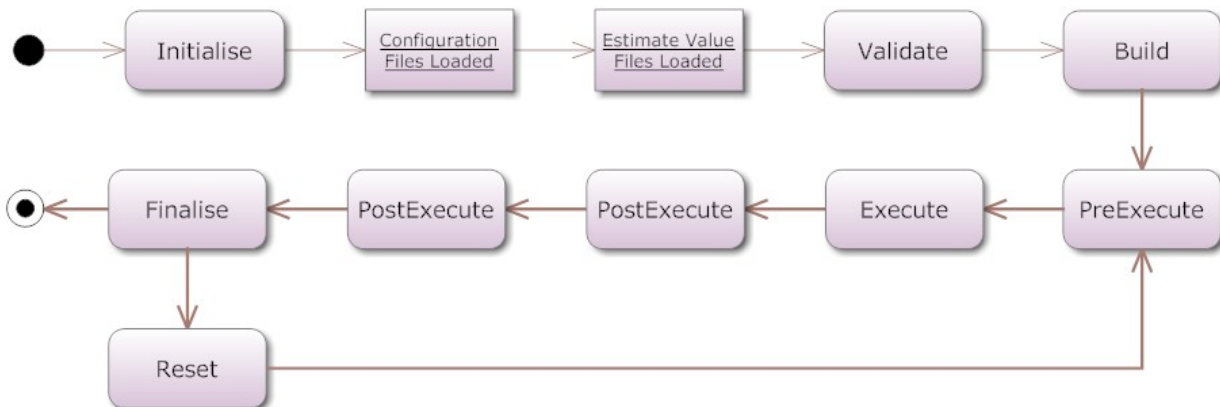 Initialise
Configuration
Files Loaded
Estimate Value
Files Loaded
Validate
Build
Finalise
PostExecute
PostExecute
Execute
PreExecute
Reset